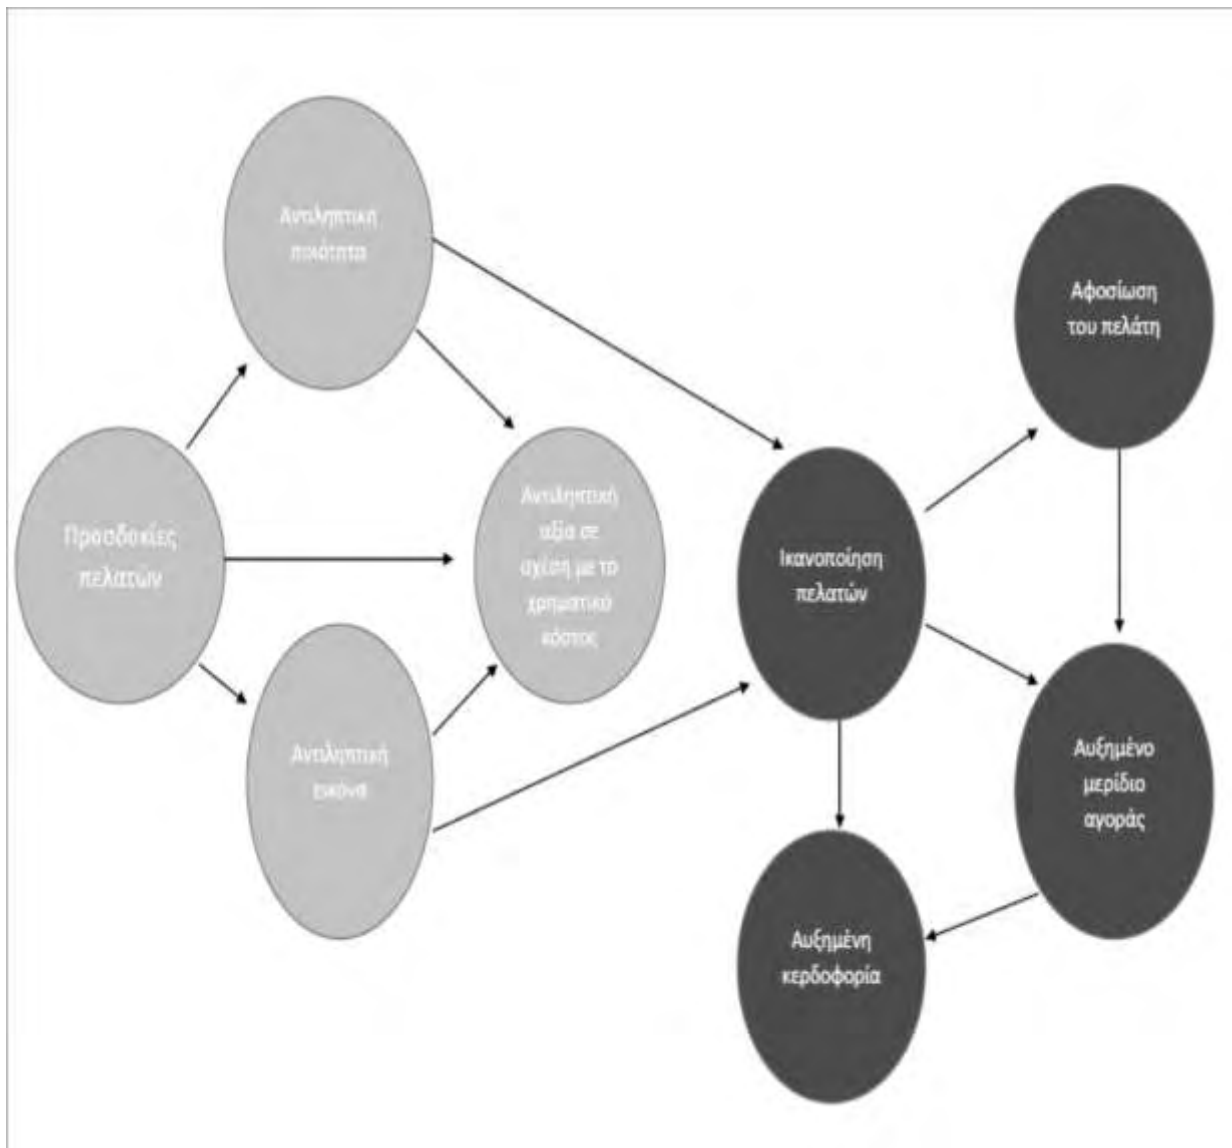 Αντιληπτική
ποιότητα
Αφοσίωση
του πελάτη
Προσδοκίες
πελατών
Αντιληπτική
αξία σε
σχέση με το
χρηματικό
κόστος
Ικανοποίηση
πελατών
Αντιληπτική
εικόνα
Αυξημένο
μερίδιο
αγοράς
Αυξημένη
κερδοφορία